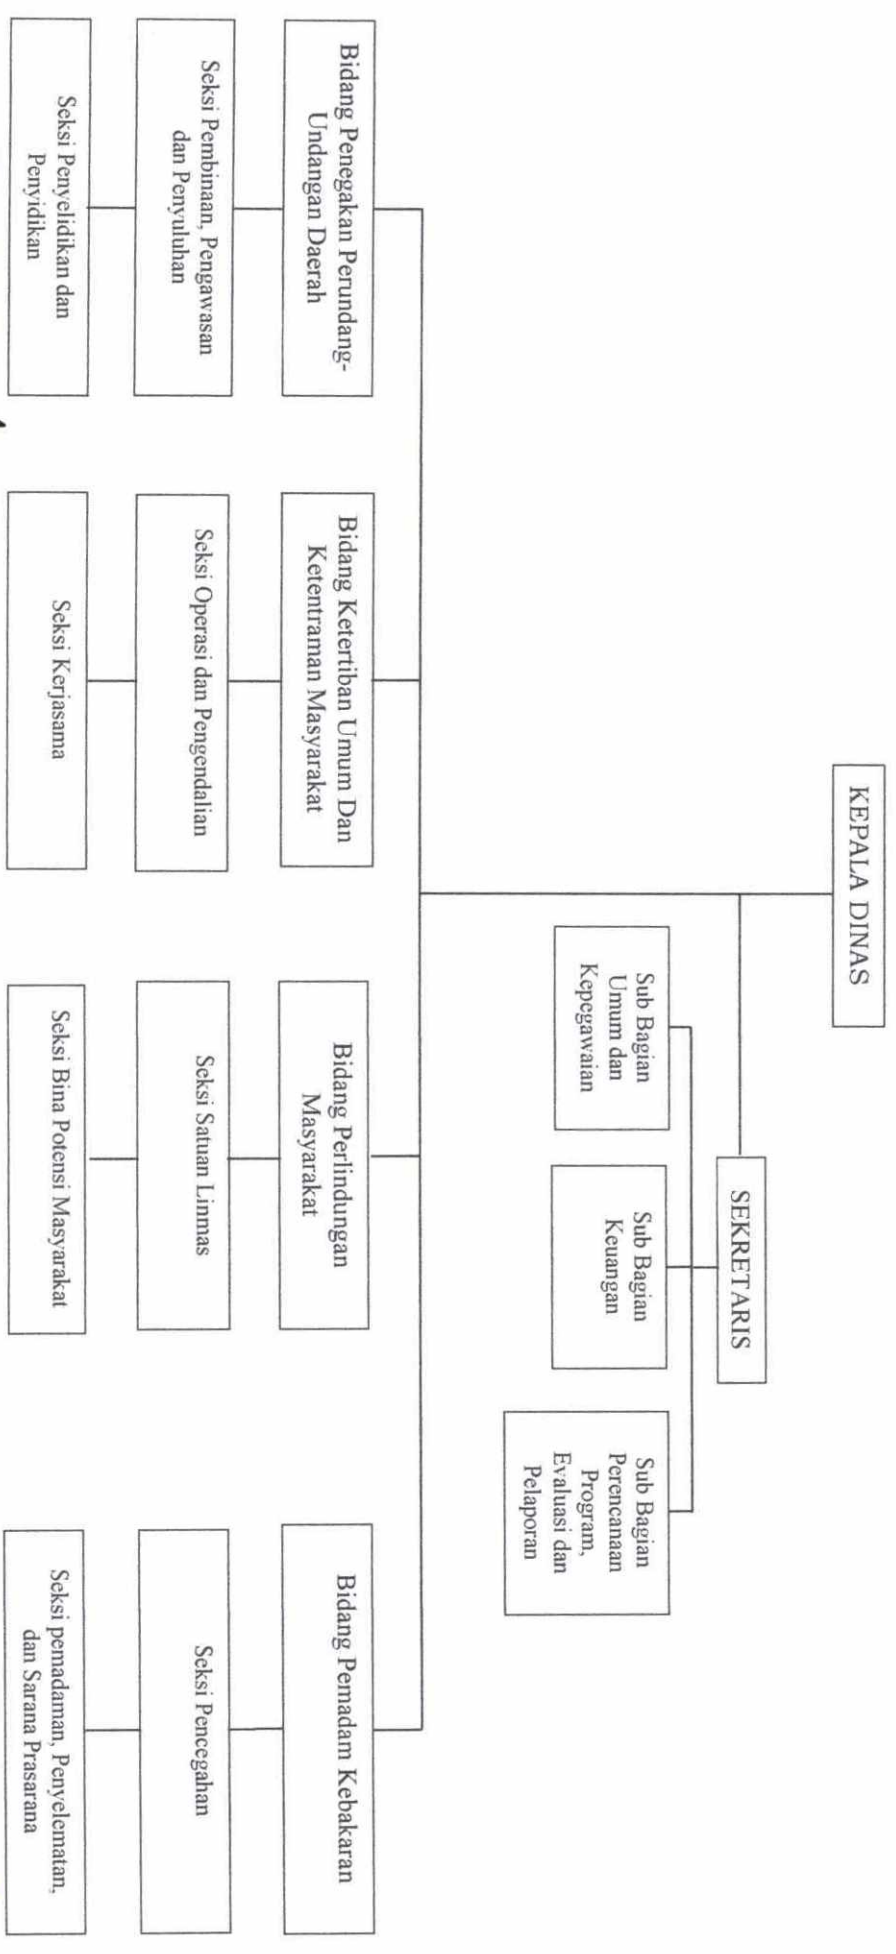 KEPALA DINAS
SEKRETARIS
Sub Bagian
Umum dan
Kepegawaian
Sub Bagian
Keuangan
Sub Bagian
Perencanaan
Program,
Evaluasi dan
Pelaporan
Bidang Penegakan Perundang-
Undangan Daerah
Bidang Ketertiban Umum Dan
Ketentraman Masyarakat
Bidang Perlindungan
Masyarakat
Bidang Pemadam Kebakaran
Seksi Pembinaan, Pengawasan
dan Penyuluhan
Seksi Operasi dan Pengendalian
Seksi Satuan Linmas
Seksi Pencegahan
Seksi Penyelidikan dan
Penyidikan
Seksi Kerjasama
Seksi Bina Potensi Masyarakat
Seksi pemadaman, Penyelematan,
dan Sarana Prasarana